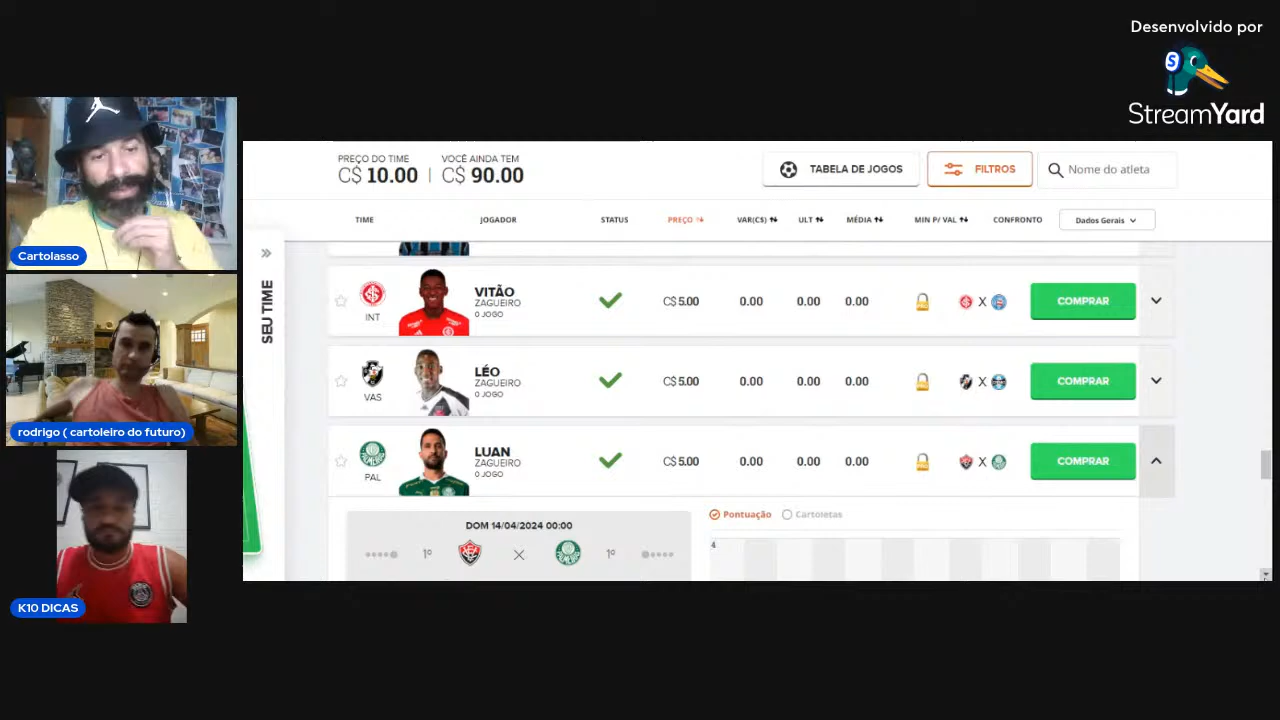 Desenvolvido por
StreamYard
PREÇO DO TIME
C$ 10.00
VOCÊ AINDA TEM
C$ 90.00
TABELA DE JOGOS
FILTROS
Nome do atleta
TIME JOGADOR STATUS PREÇO VAR(C$) ULT MÉDIA MIN P/ VAL CONFRONTO Dados Gerais
SEU TIME
INT VITÃO ZAGUEIRO 0 JOGO C$ 5.00 0.00 0.00 0.00 X COMPRAR
VAS LÉO ZAGUEIRO 0 JOGO C$ 5.00 0.00 0.00 0.00 X COMPRAR
PAL LUAN ZAGUEIRO 0 JOGO C$ 5.00 0.00 0.00 0.00 X COMPRAR
DOM 14/04/2024 00:00
1º X 1º
Pontuação Cartoletas
4
Cartolasso
rodrigo ( cartoleiro do futuro)
K10 DICAS